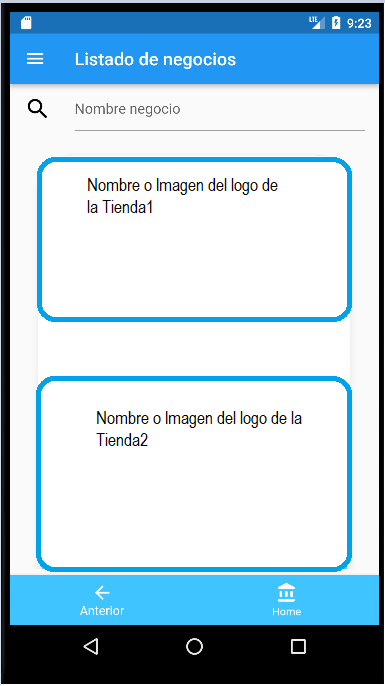 LTE 9:23
Listado de negocios
Nombre negocio
Nombre o Imagen del logo de
la Tienda1
Nombre o Imagen del logo de la
Tienda2
Anterior
Home